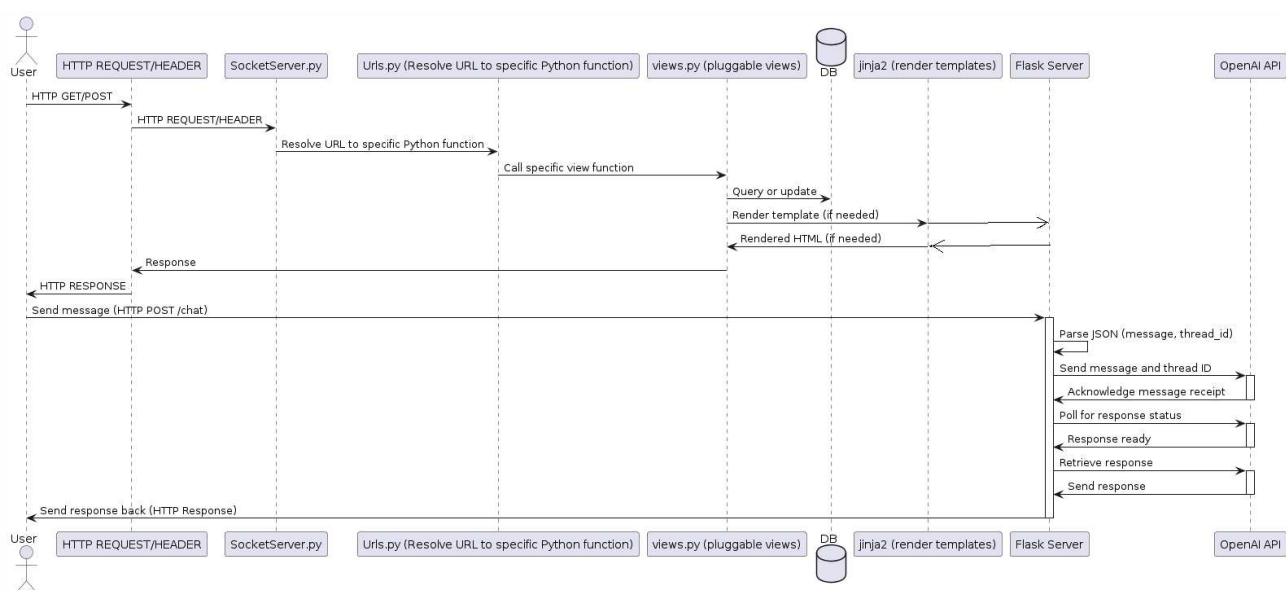 User
HTTP REQUEST/HEADER
SocketServer.py
Urls.py (Resolve URL to specific Python function)
views.py (pluggable views)
DB
jinja2 (render templates)
Flask Server
OpenAI API
HTTP GET/POST
HTTP REQUEST/HEADER
Resolve URL to specific Python function
Call specific view function
Query or update
Render template (if needed)
Rendered HTML (if needed)
Response
HTTP RESPONSE
Send message (HTTP POST /chat)
Parse JSON (message, thread_id)
Send message and thread ID
Acknowledge message receipt
Poll for response status
Response ready
Retrieve response
Send response
Send response back (HTTP Response)
User
HTTP REQUEST/HEADER
SocketServer.py
Urls.py (Resolve URL to specific Python function)
views.py (pluggable views)
DB
jinja2 (render templates)
Flask Server
OpenAI API